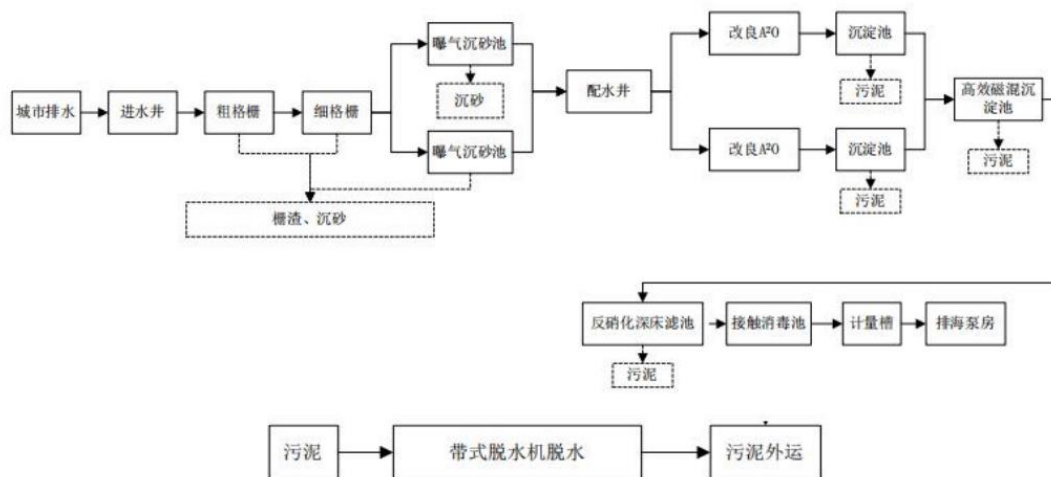 城市排水
进水井
粗格栅
细格栅
曝气沉砂池
沉砂
曝气沉砂池
栅渣、沉砂
配水井
改良A²O
沉淀池
污泥
改良A²O
沉淀池
污泥
高效磁混沉
淀池
污泥
反硝化深床滤池
污泥
接触消毒池
计量槽
排海泵房
污泥
带式脱水机脱水
污泥外运